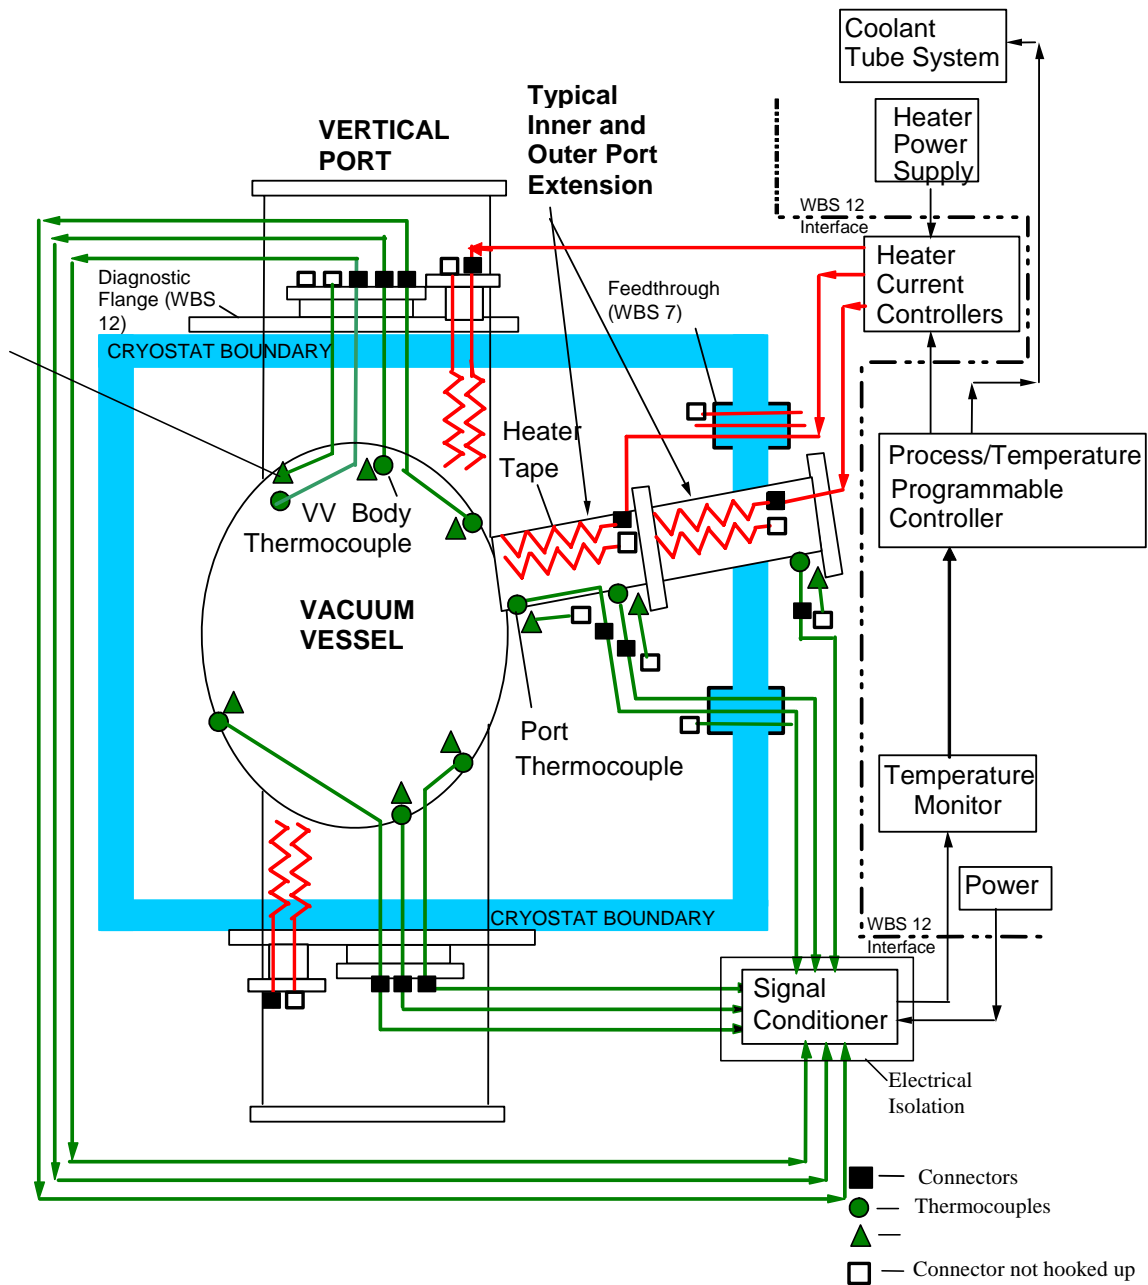 Coolant
Tube System
Heater
Power
Supply
Typical
Inner and
Outer Port
Extension
VERTICAL
PORT
WBS 12
Interface
Heater
Current
Controllers
Diagnostic
Flange (WBS
12)
Feedthrough
(WBS 7)
CRYOSTAT BOUNDARY
Heater
Tape
Process/Temperature
Programmable
Controller
VV Body
Thermocouple
VACUUM
VESSEL
Port
Thermocouple
Temperature
Monitor
Power
CRYOSTAT BOUNDARY
WBS 12
Interface
Signal
Conditioner
Electrical
Isolation
Connectors
Thermocouples
Connector not hooked up